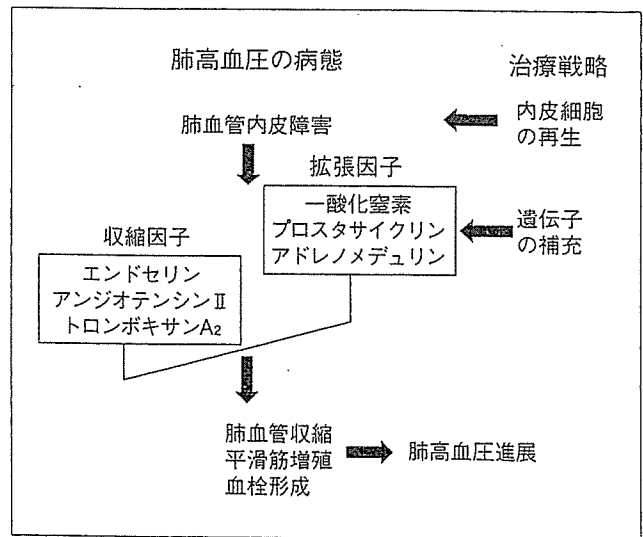 肺高血圧の病態
治療戦略
肺血管内皮障害
内皮細胞
の再生
拡張因子
一酸化窒素
プロスタサイクリン
アドレノメデュリン
遺伝子
の補充
収縮因子
エンドセリン
アンジオテンシンⅡ
トロンボキサンA₂
肺血管収縮
平滑筋増殖
血栓形成
肺高血圧進展